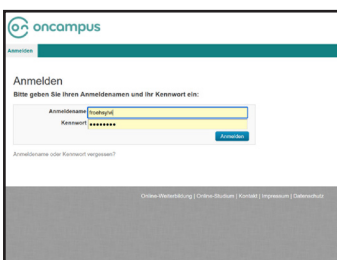 oncampus
Anmelden
Anmelden
Bitte geben Sie Ihren Anmeldenamen und Ihr Kennwort ein:
Anmeldename
Kennwort ••••••••
Anmelden
Anmeldename oder Kennwort vergessen?
Online-Weiterbildung | Online-Studium | Kontakt | Impressum | Datenschutz